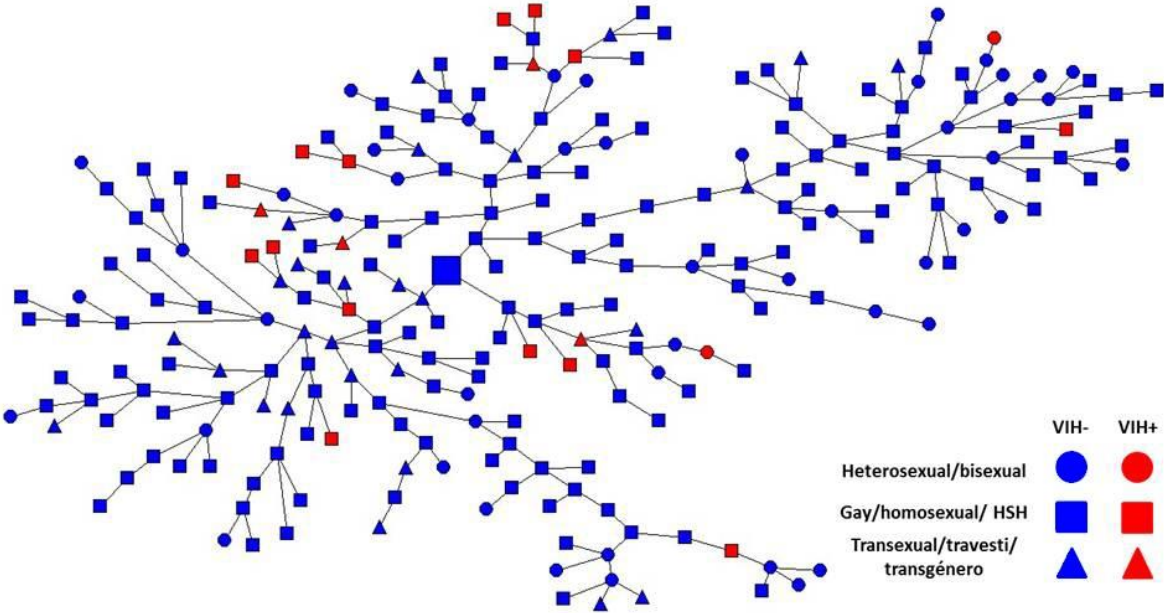 VIH- VIH+
Heterosexual/bisexual
Gay/homosexual/ HSH
Transexual/travesti/
transgénero